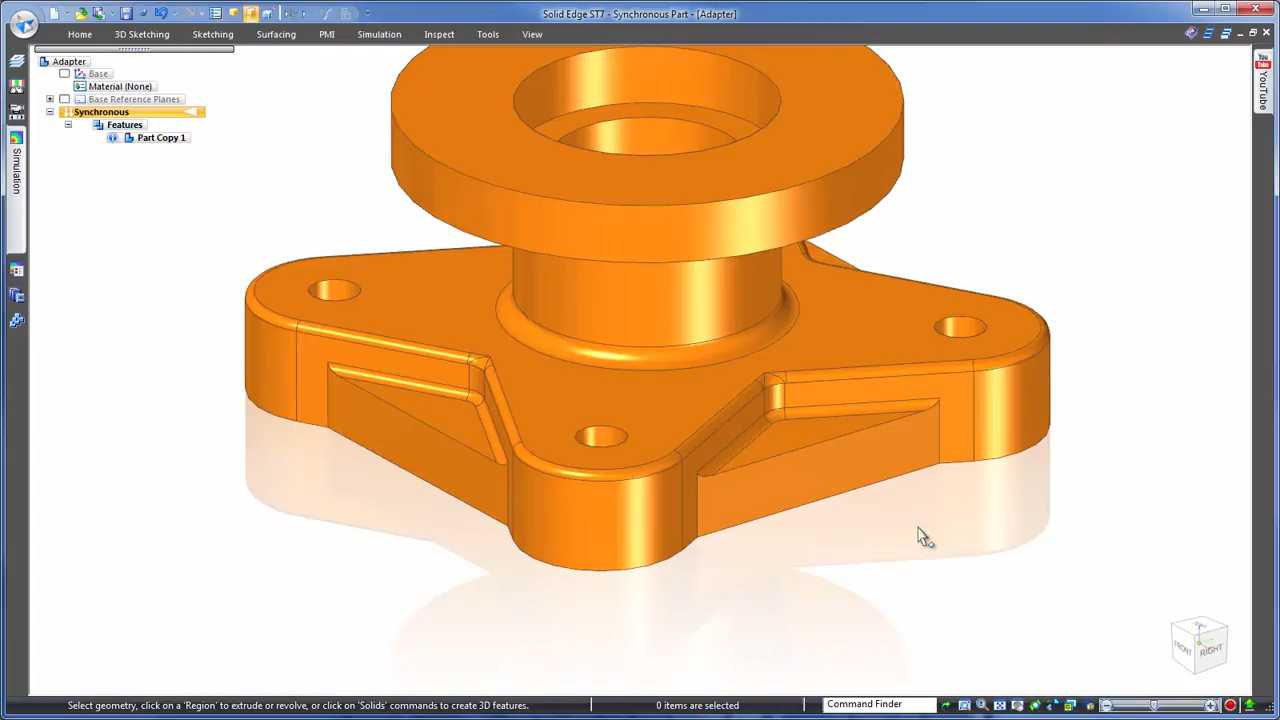 Solid Edge ST7 - Synchronous Part - [Adapter]
Home
3D Sketching
Sketching
Surfacing
PMI
Simulation
Inspect
Tools
View
Adapter
Base
Material (None)
Base Reference Planes
Synchronous
Features
Part Copy 1
Simulation
You
Tube
YouTube
FRONT
RIGHT
Select geometry, click on a 'Region' to extrude or revolve, or click on 'Solids' commands to create 3D features.
0 items are selected
Command Finder